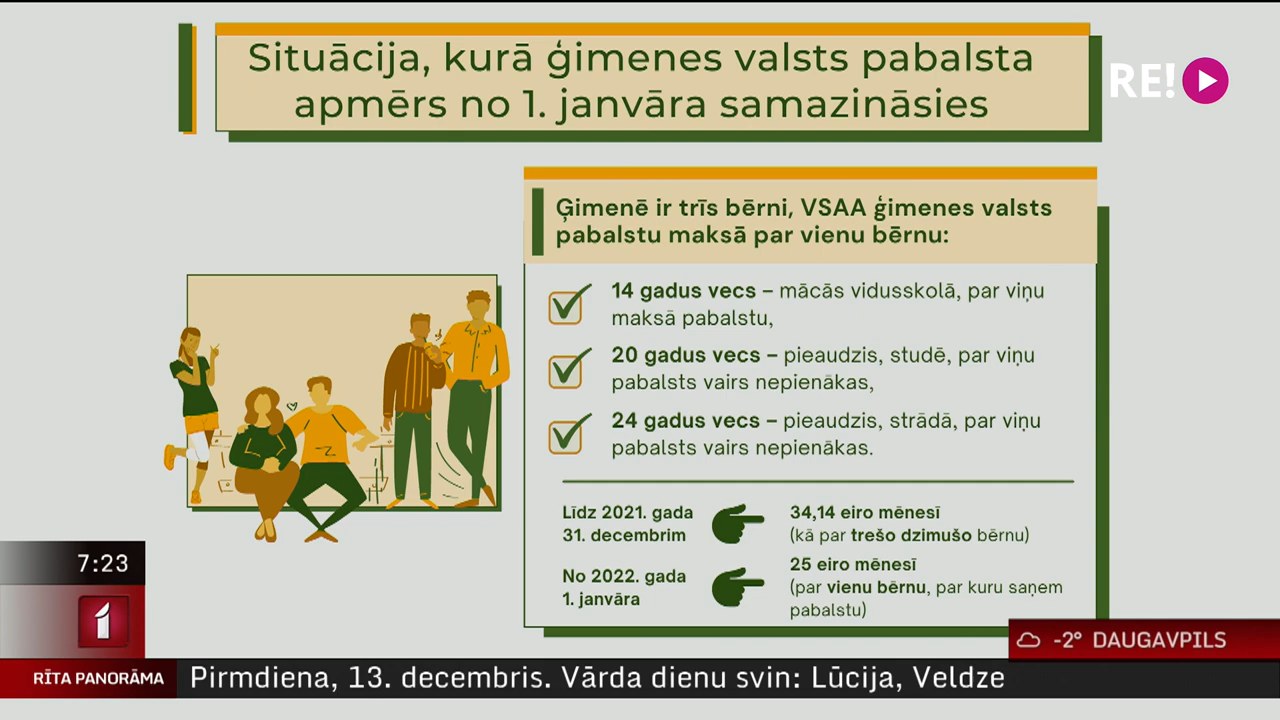 Situācija, kurā ģimenes valsts pabalsta
apmērs no 1. janvāra samazināsies
RE!
Ģimenē ir trīs bērni, VSAA ģimenes valsts
pabalstu maksā par vienu bērnu:
14 gadus vecs – mācās vidusskolā, par viņu
maksā pabalstu,
20 gadus vecs – pieaudzis, studē, par viņu
pabalsts vairs nepienākas,
24 gadus vecs – pieaudzis, strādā, par viņu
pabalsts vairs nepienākas.
Līdz 2021. gada
31. decembrim
34,14 eiro mēnesī
(kā par trešo dzimušo bērnu)
No 2022. gada
1. janvāra
25 eiro mēnesī
(par vienu bērnu, par kuru saņem
pabalstu)
7:23
1
-2° DAUGAVPILS
RĪTA PANORĀMA
Pirmdiena, 13. decembris. Vārda dienu svin: Lūcija, Veldze